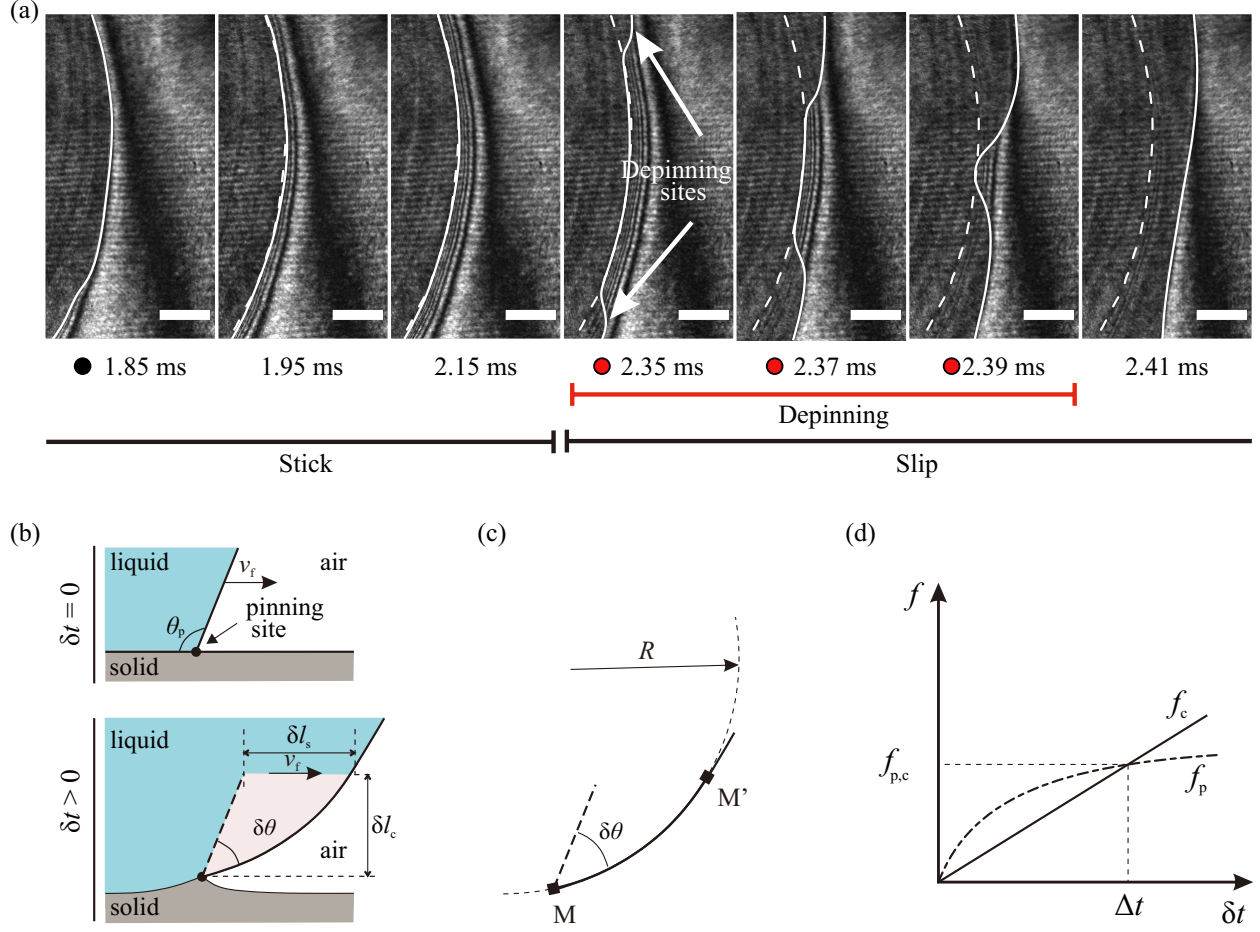 (a)
Depinning
sites
1.85 ms
1.95 ms
2.15 ms
2.35 ms
2.37 ms
2.39 ms
2.41 ms
Depinning
Stick
Slip
(b)
δt = 0
liquid
air
v_f
θ_p
pinning
site
solid
δt > 0
liquid
δl_s
v_f
δθ
δl_c
air
solid
(c)
R
M'
δθ
M
(d)
f
f_c
f_p,c
f_p
Δt
δt